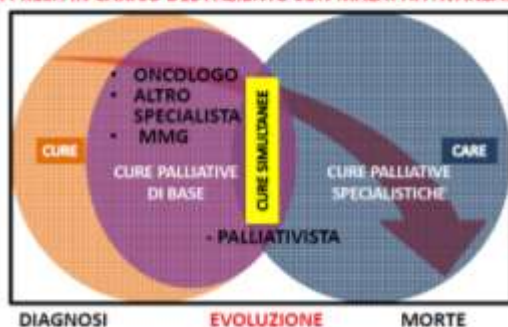 • ONCOLOGO
• ALTRO
SPECIALISTA
• MMG
CURE
CURE PALLIATIVE
DI BASE
CURE SIMULTANEE
CURE PALLIATIVE
SPECIALISTICHE
CARE
- PALLIATIVISTA
DIAGNOSI EVOLUZIONE MORTE